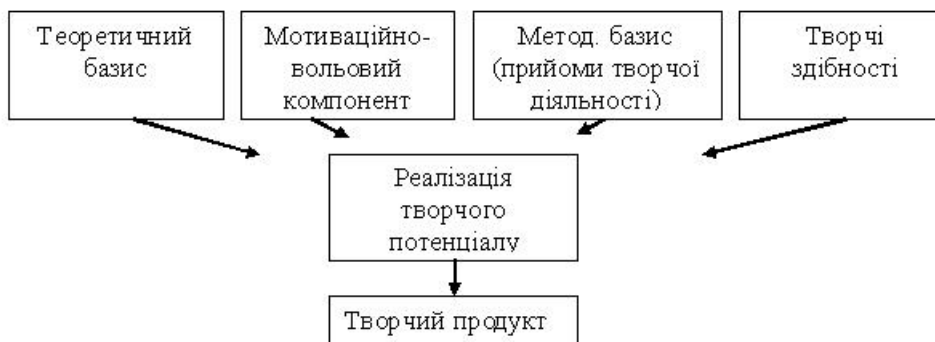 Теоретичний
базис
Мотиваційно-
вольовий
компонент
Метод. базис
(прийоми творчої
діяльності)
Творчі
здібності
Реалізація
творчого
потенціалу
Творчий продукт